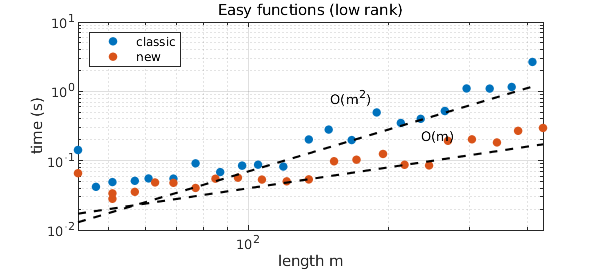 Easy functions (low rank)
10^1
classic
new
10^0
O(m^2)
time (s)
O(m)
10^-1
10^-2
10^2
length m